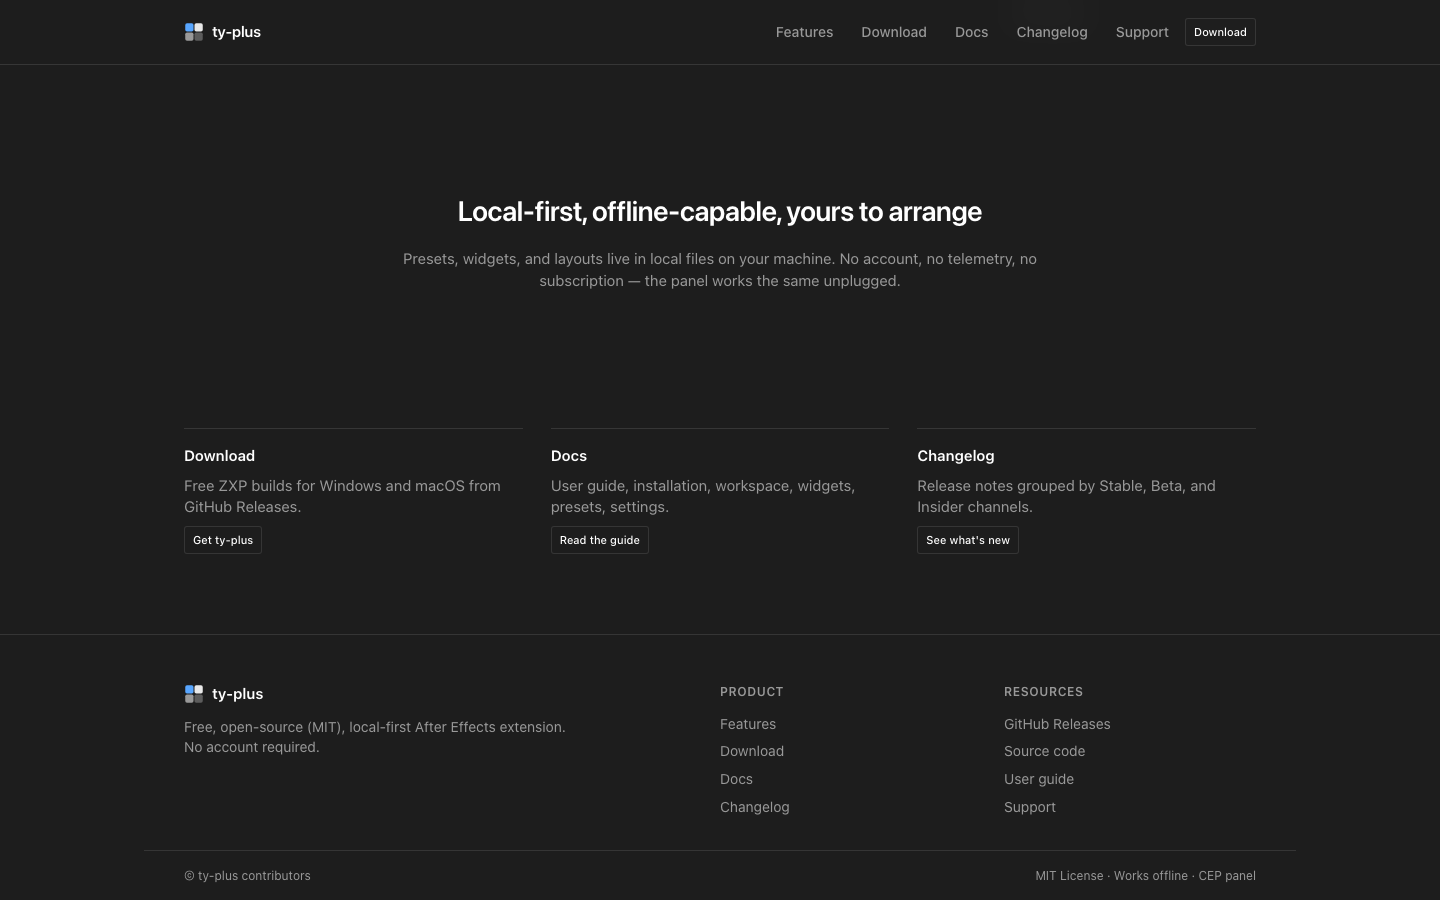 ty-plus
Features
Download
Docs
Changelog
Support
Download
Local-first, offline-capable, yours to arrange
Presets, widgets, and layouts live in local files on your machine. No account, no telemetry, no
subscription — the panel works the same unplugged.
Download
Free ZXP builds for Windows and macOS from
GitHub Releases.
Get ty-plus
Docs
User guide, installation, workspace, widgets,
presets, settings.
Read the guide
Changelog
Release notes grouped by Stable, Beta, and
Insider channels.
See what's new
ty-plus
Free, open-source (MIT), local-first After Effects extension.
No account required.
PRODUCT
Features
Download
Docs
Changelog
RESOURCES
GitHub Releases
Source code
User guide
Support
© ty-plus contributors
MIT License · Works offline · CEP panel